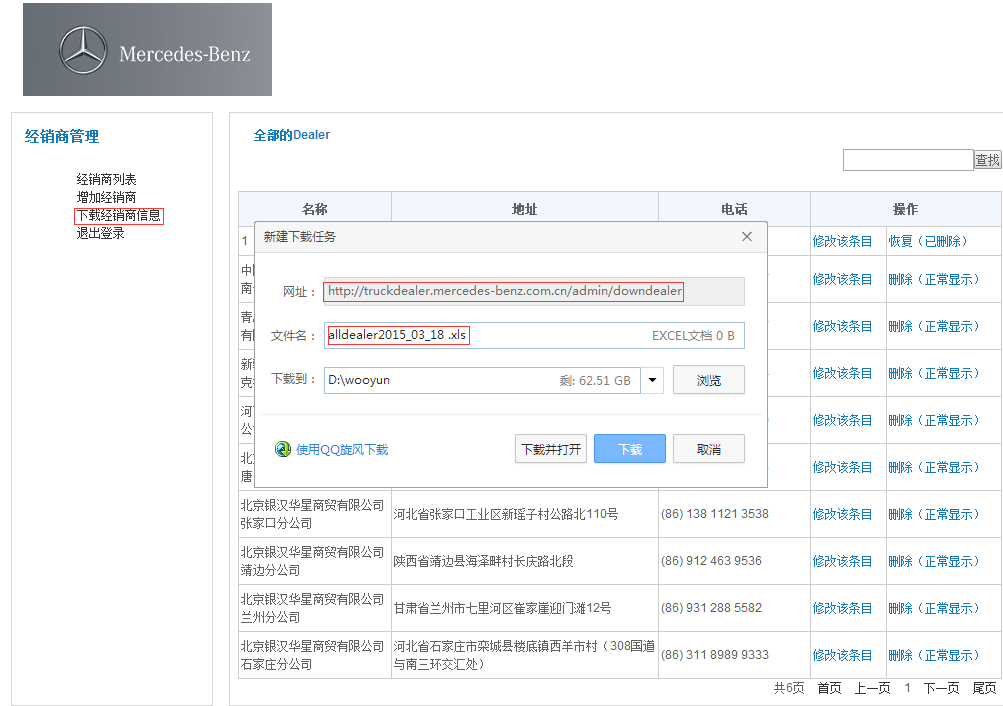 Mercedes-Benz
经销商管理
经销商列表
增加经销商
下载经销商信息
退出登录
全部的Dealer
查找
名称 地址 电话 操作
1 修改该条目 恢复（已删除）
修改该条目 删除（正常显示）
修改该条目 删除（正常显示）
修改该条目 删除（正常显示）
修改该条目 删除（正常显示）
修改该条目 删除（正常显示）
新建下载任务
网址： http://truckdealer.mercedes-benz.com.cn/admin/downdealer
文件名： alldealer2015_03_18 .xls EXCEL文档 0 B
下载到： D:\wooyun 剩: 62.51 GB 浏览
使用QQ旋风下载 下载并打开 下载 取消
北京银汉华星商贸有限公司
张家口分公司
河北省张家口工业区新瑶子村公路北110号 (86) 138 1121 3538 修改该条目 删除（正常显示）
北京银汉华星商贸有限公司
靖边分公司
陕西省靖边县海泽畔村长庆路北段 (86) 912 463 9536 修改该条目 删除（正常显示）
北京银汉华星商贸有限公司
兰州分公司
甘肃省兰州市七里河区崔家崖迎门滩12号 (86) 931 288 5582 修改该条目 删除（正常显示）
北京银汉华星商贸有限公司
石家庄分公司
河北省石家庄市栾城县楼底镇西羊市村（308国道
与南三环交汇处）
(86) 311 8989 9333 修改该条目 删除（正常显示）
共6页 首页 上一页 1 下一页 尾页